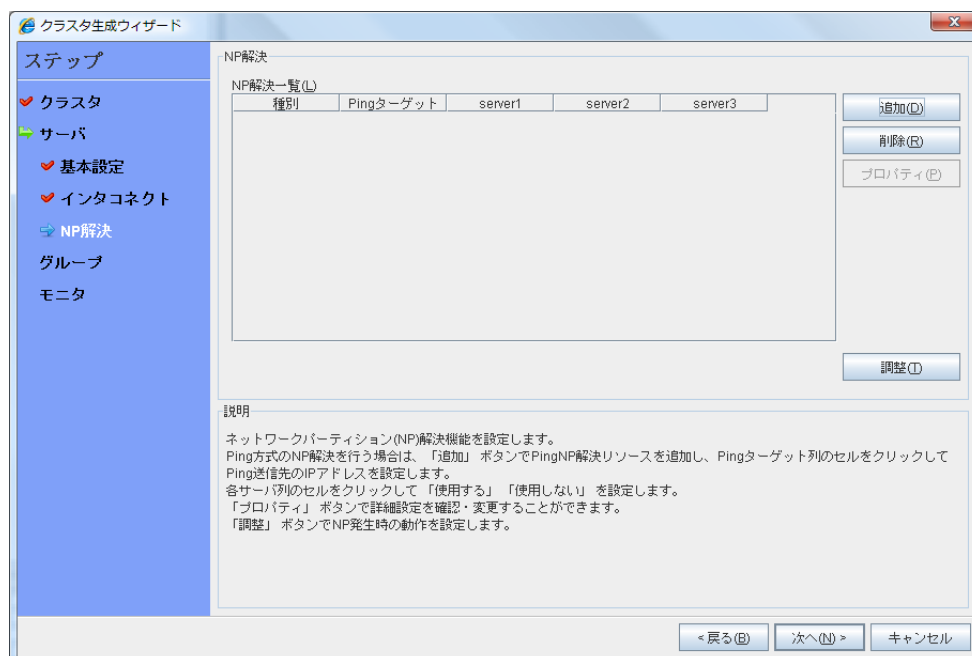 クラスタ生成ウィザード
ステップ
クラスタ
サーバ
基本設定
インタコネクト
NP解決
グループ
モニタ
NP解決
NP解決一覧(L)
種別 Pingターゲット server1 server2 server3
追加(D)
削除(R)
プロパティ(P)
調整(T)
説明
ネットワークパーティション(NP)解決機能を設定します。
Ping方式のNP解決を行う場合は、「追加」 ボタンでPingNP解決リソースを追加し、Pingターゲット列のセルをクリックして
Ping送信先のIPアドレスを設定します。
各サーバ列のセルをクリックして 「使用する」 「使用しない」 を設定します。
「プロパティ」 ボタンで詳細設定を確認・変更することができます。
「調整」 ボタンでNP発生時の動作を設定します。
<戻る(B) 次へ(N)> キャンセル